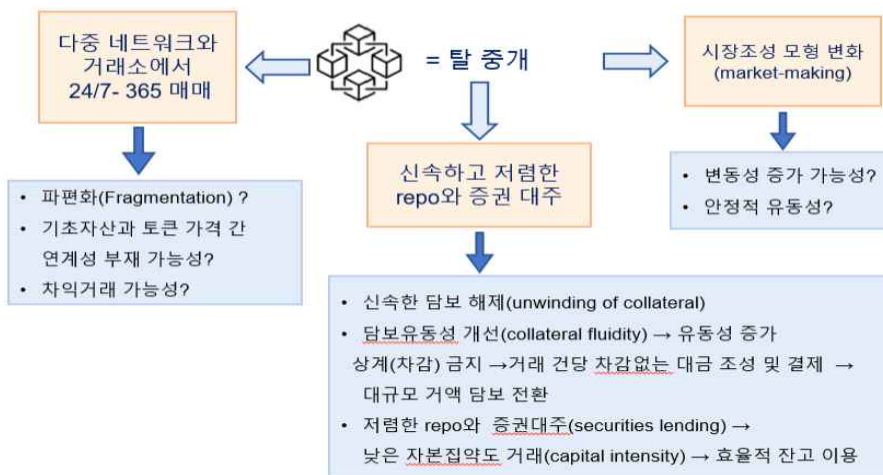 다중 네트워크와
거래소에서
24/7- 365 매매
= 탈 중개
시장조성 모형 변화
(market-making)
신속하고 저렴한
repo와 증권 대주
• 파편화(Fragmentation) ?
• 기초자산과 토큰 가격 간
연계성 부재 가능성?
• 차익거래 가능성?
• 변동성 증가 가능성?
• 안정적 유동성?
• 신속한 담보 해제(unwinding of collateral)
• 담보유동성 개선(collateral fluidity) → 유동성 증가
상계(차감) 금지 →거래 건당 차감없는 대금 조성 및 결제 →
대규모 거액 담보 전환
• 저렴한 repo와 증권대주(securities lending) →
낮은 자본집약도 거래(capital intensity) → 효율적 잔고 이용